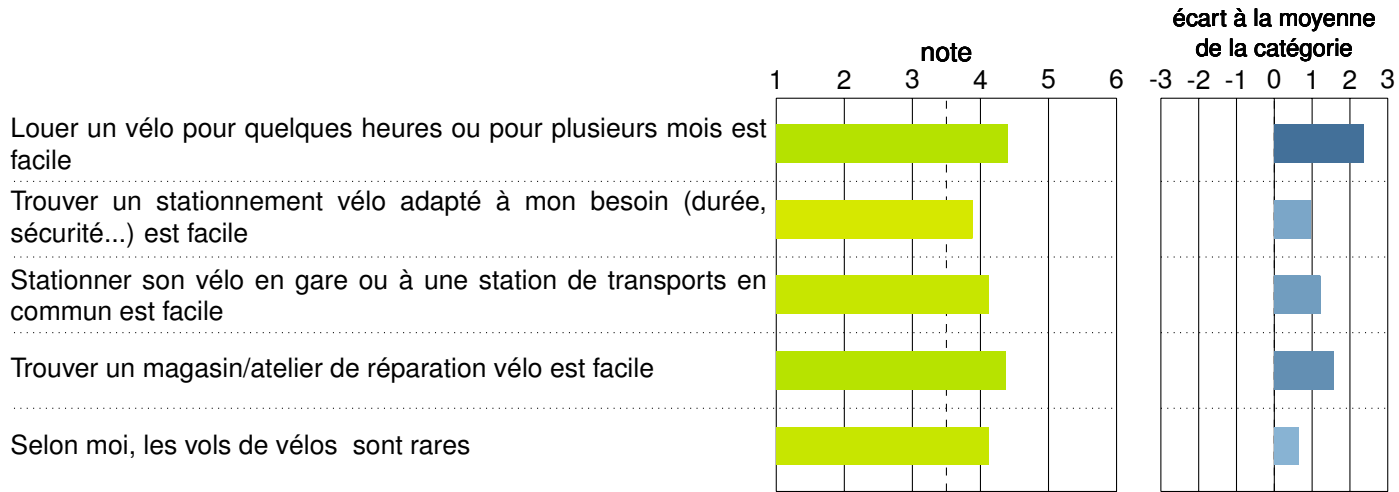 écart à la moyenne
de la catégorie
note
1 2 3 4 5 6
-3 -2 -1 0 1 2 3
Louer un vélo pour quelques heures ou pour plusieurs mois est
facile
Trouver un stationnement vélo adapté à mon besoin (durée,
sécurité...) est facile
Stationner son vélo en gare ou à une station de transports en
commun est facile
Trouver un magasin/atelier de réparation vélo est facile
Selon moi, les vols de vélos sont rares